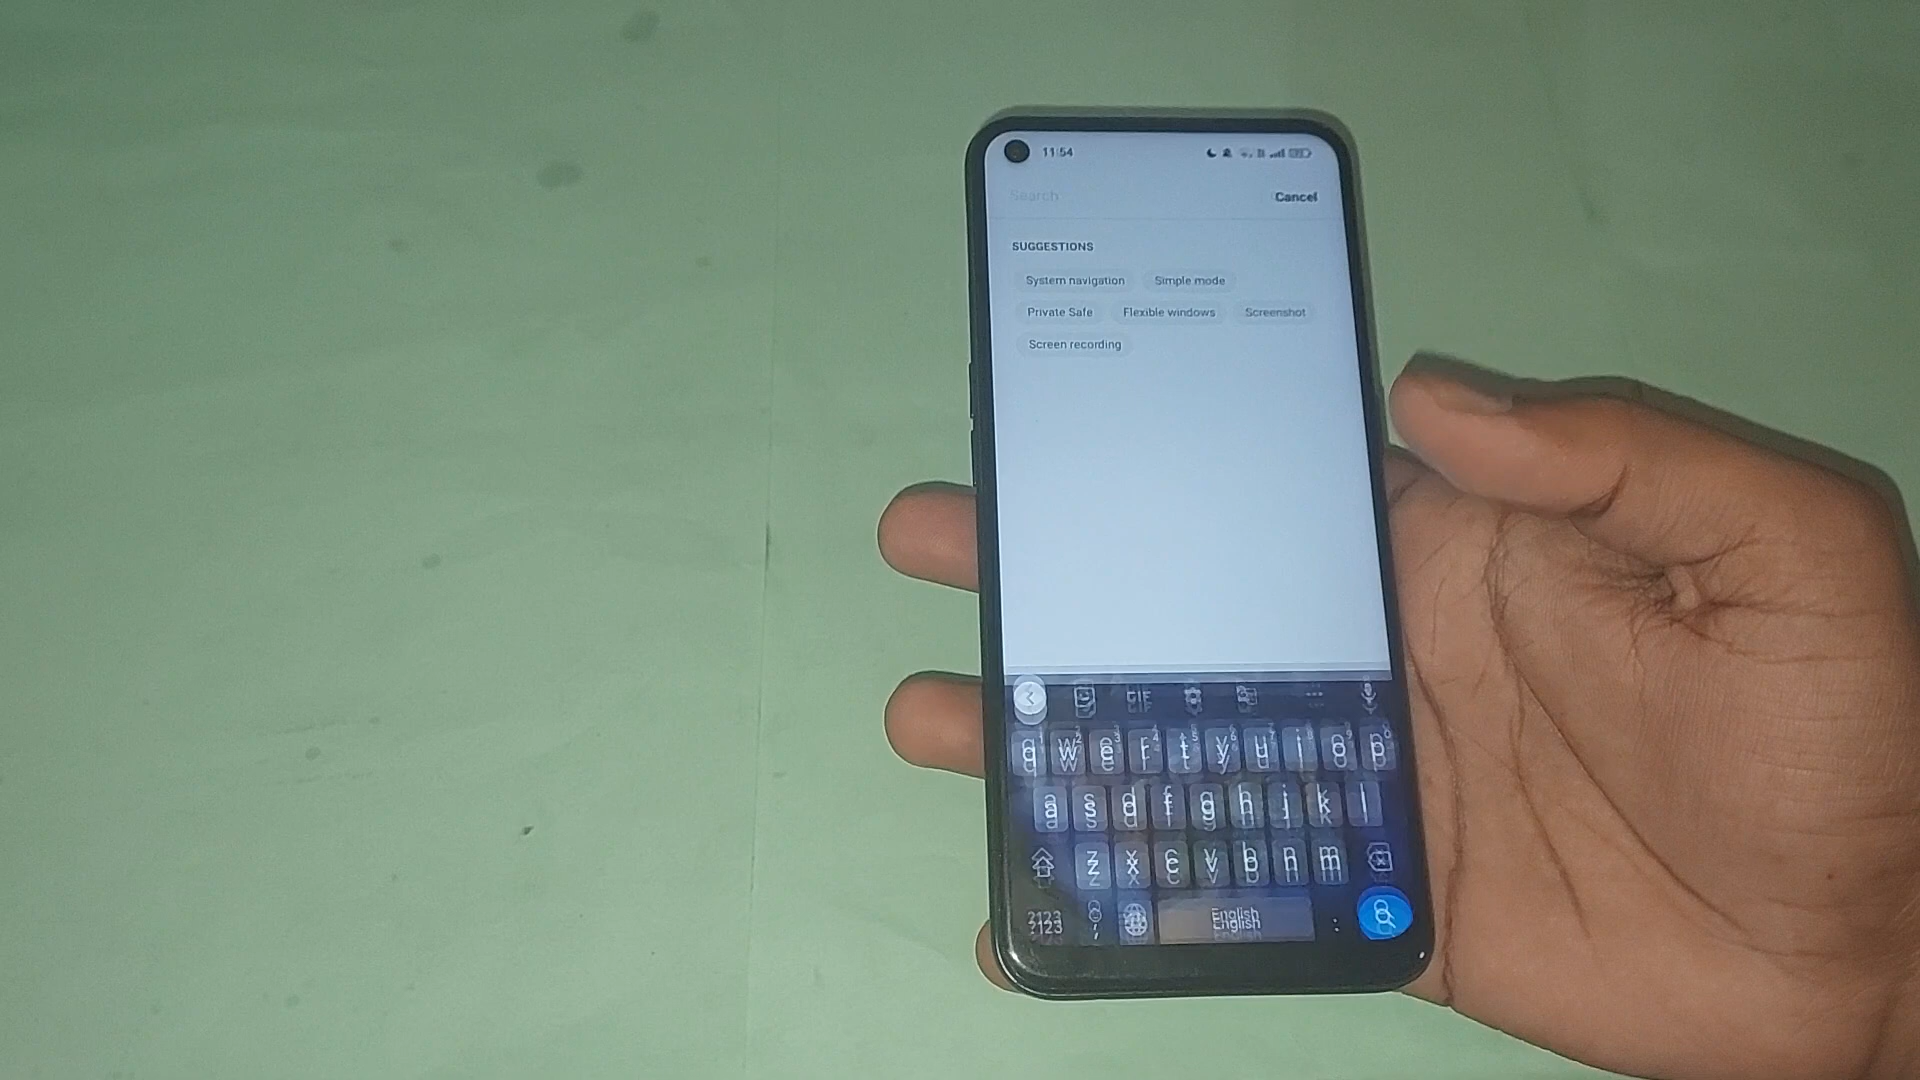 11:54
Search
Cancel
SUGGESTIONS
System navigation
Simple mode
Private Safe
Flexible windows
Screenshot
Screen recording
GIF
q w e r t y u i o p
a s d f g h j k l
z x c v b n m
?123
English